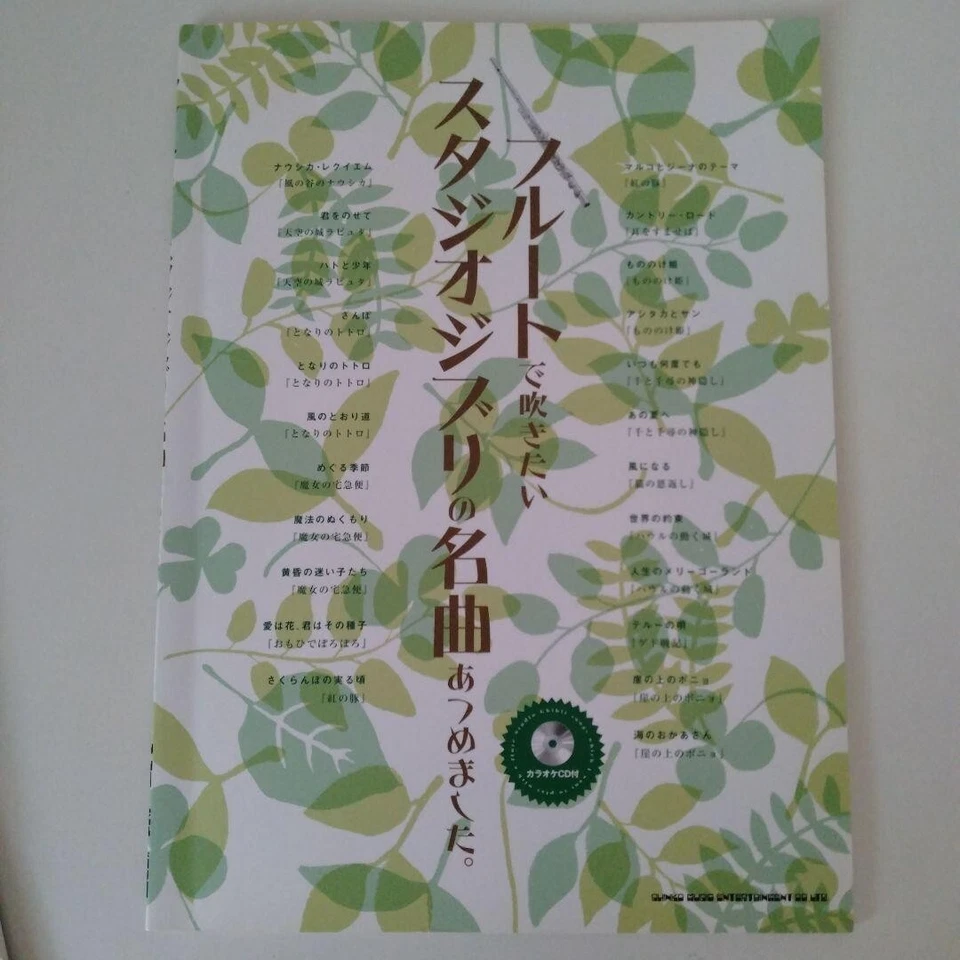 フルートで吹きたい
スタジオジブリの名曲あつめました。
ナウシカ・レクイエム
『風の谷のナウシカ』
君をのせて
『天空の城ラピュタ』
ハトと少年
『天空の城ラピュタ』
さんぽ
『となりのトトロ』
となりのトトロ
『となりのトトロ』
風のとおり道
『となりのトトロ』
めぐる季節
『魔女の宅急便』
魔法のぬくもり
『魔女の宅急便』
黄昏の迷い子たち
『魔女の宅急便』
愛は花、君はその種子
『おもひでぽろぽろ』
さくらんぼの実る頃
『紅の豚』
マルコとジーナのテーマ
『紅の豚』
カントリー・ロード
『耳をすませば』
もののけ姫
『もののけ姫』
アシタカとサン
『もののけ姫』
いつも何度でも
『千と千尋の神隠し』
あの夏へ
『千と千尋の神隠し』
風になる
『猫の恩返し』
世界の約束
『ハウルの動く城』
人生のメリーゴーランド
『ハウルの動く城』
テルーの唄
『ゲド戦記』
崖の上のポニョ
『崖の上のポニョ』
海のおかあさん
『崖の上のポニョ』
カラオケCD付
SHINKO MUSIC ENTERTAINMENT CO LTD